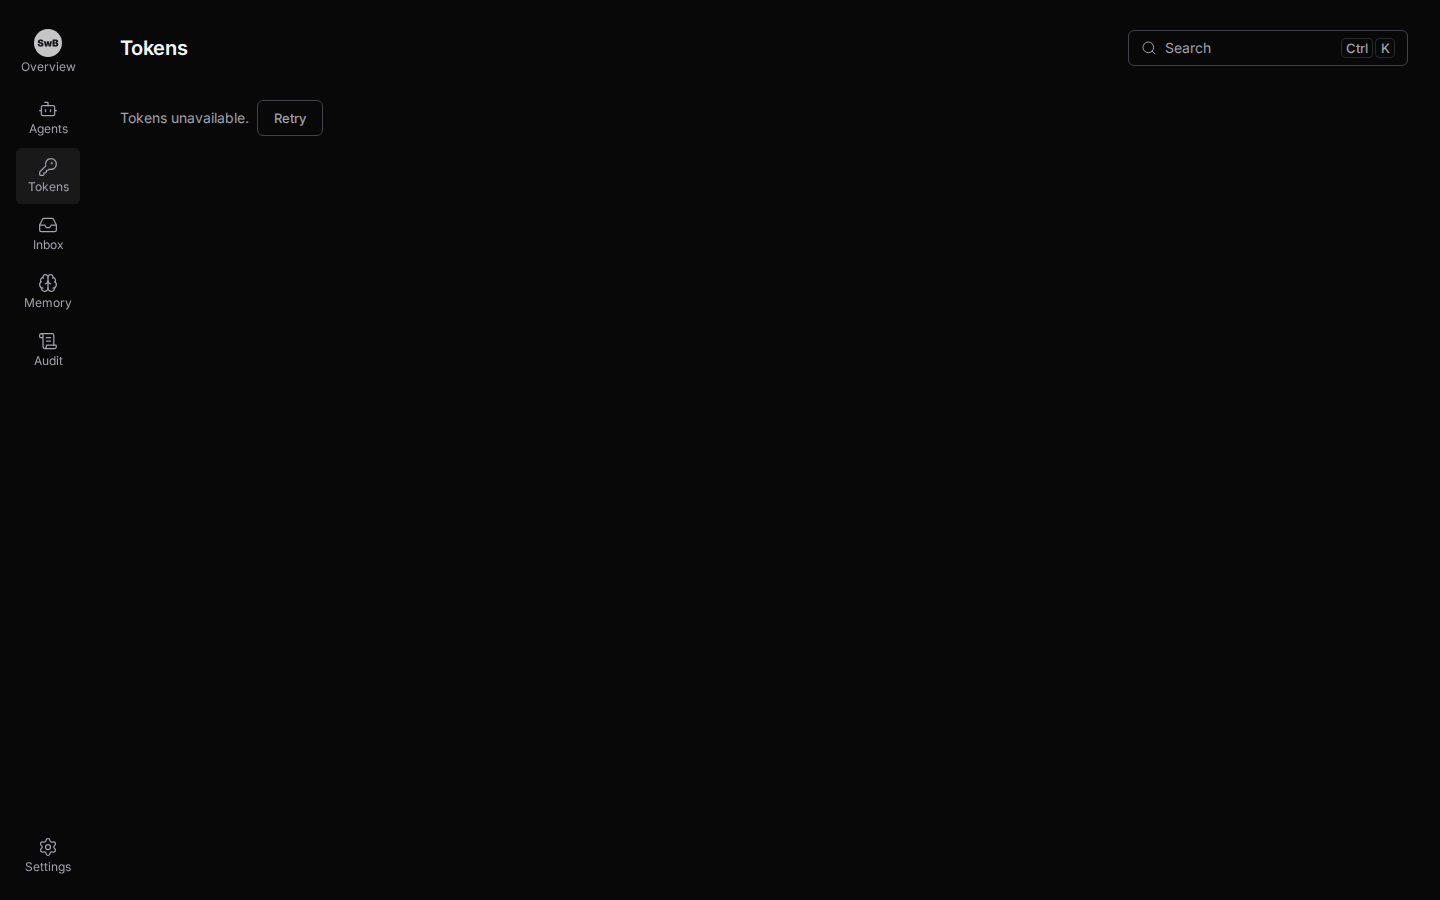 SwB
Overview
Agents
Tokens
Inbox
Memory
Audit
Settings
Tokens
Search Ctrl K
Tokens unavailable. Retry